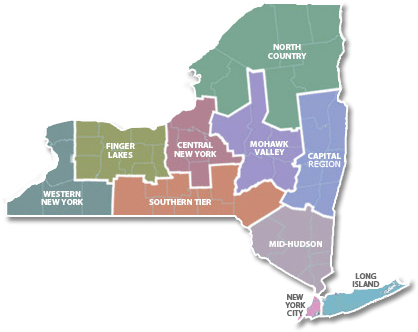 NORTH
COUNTRY
FINGER
LAKES
CENTRAL
NEW YORK
MOHAWK
VALLEY
CAPITAL
REGION
WESTERN
NEW YORK
SOUTHERN TIER
MID-HUDSON
LONG
ISLAND
NEW
YORK
CITY